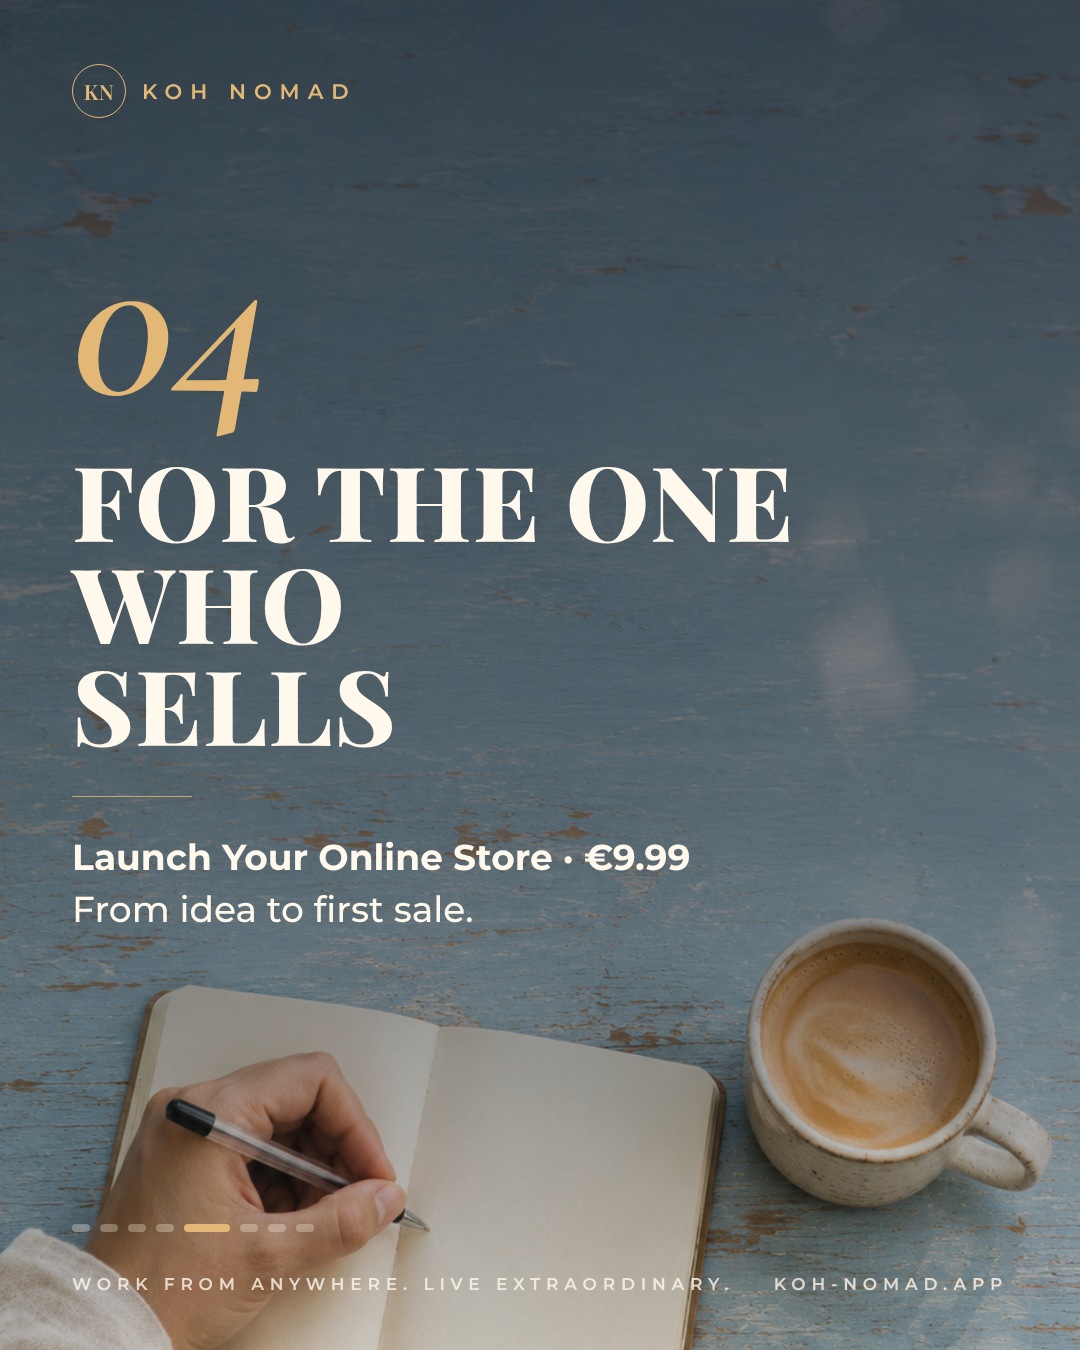 KN KOH NOMAD
04
FOR THE ONE
WHO
SELLS
Launch Your Online Store · €9.99
From idea to first sale.
WORK FROM ANYWHERE. LIVE EXTRAORDINARY. KOH-NOMAD.APP